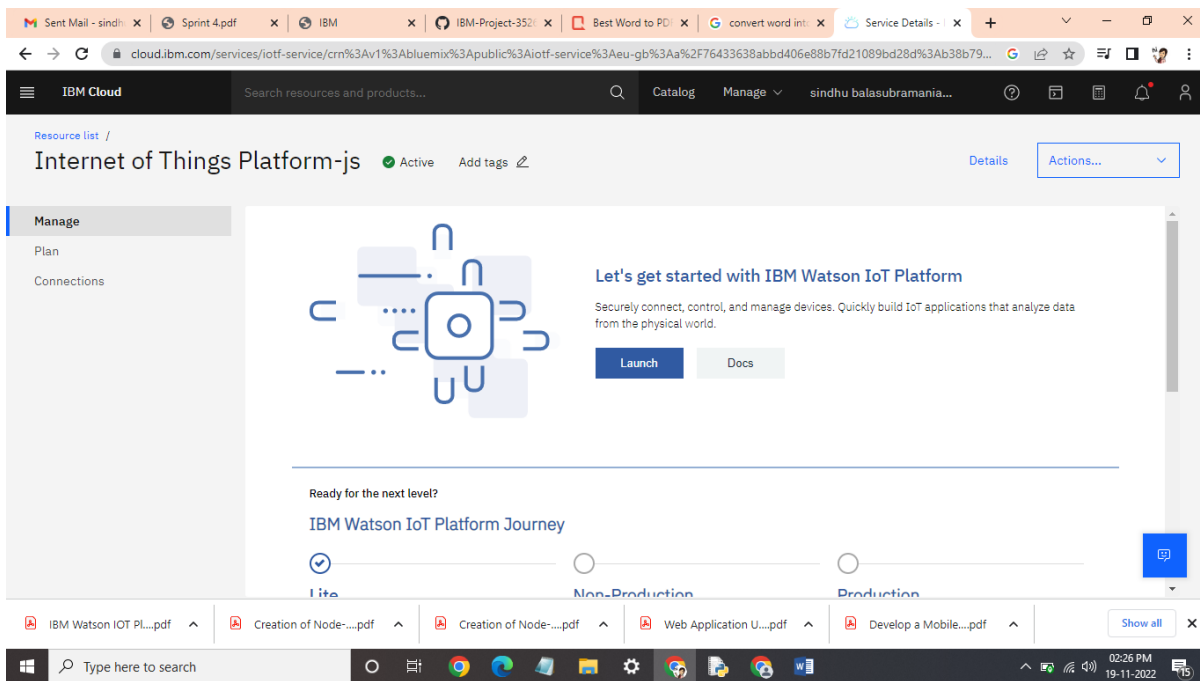 Sent Mail - sindh
Sprint 4.pdf
IBM
IBM-Project-3526
Best Word to PDF
convert word into
Service Details -
cloud.ibm.com/services/iotf-service/crn%3Av1%3Abluemix%3Apublic%3Aiotf-service%3Aeu-gb%3Aa%2F76433638abbd406e88b7fd21089bd28d%3Ab38b79...
IBM Cloud
Search resources and products...
Catalog
Manage
sindhu balasubramania...
Resource list /
Internet of Things Platform-js
Active
Add tags
Details
Actions...
Manage
Plan
Connections
Let's get started with IBM Watson IoT Platform
Securely connect, control, and manage devices. Quickly build IoT applications that analyze data
from the physical world.
Launch
Docs
Ready for the next level?
IBM Watson IoT Platform Journey
Lite
Non-Production
Production
IBM Watson IOT Pl....pdf
Creation of Node-....pdf
Creation of Node-....pdf
Web Application U....pdf
Develop a Mobile....pdf
Show all
Type here to search
02:26 PM
19-11-2022
15